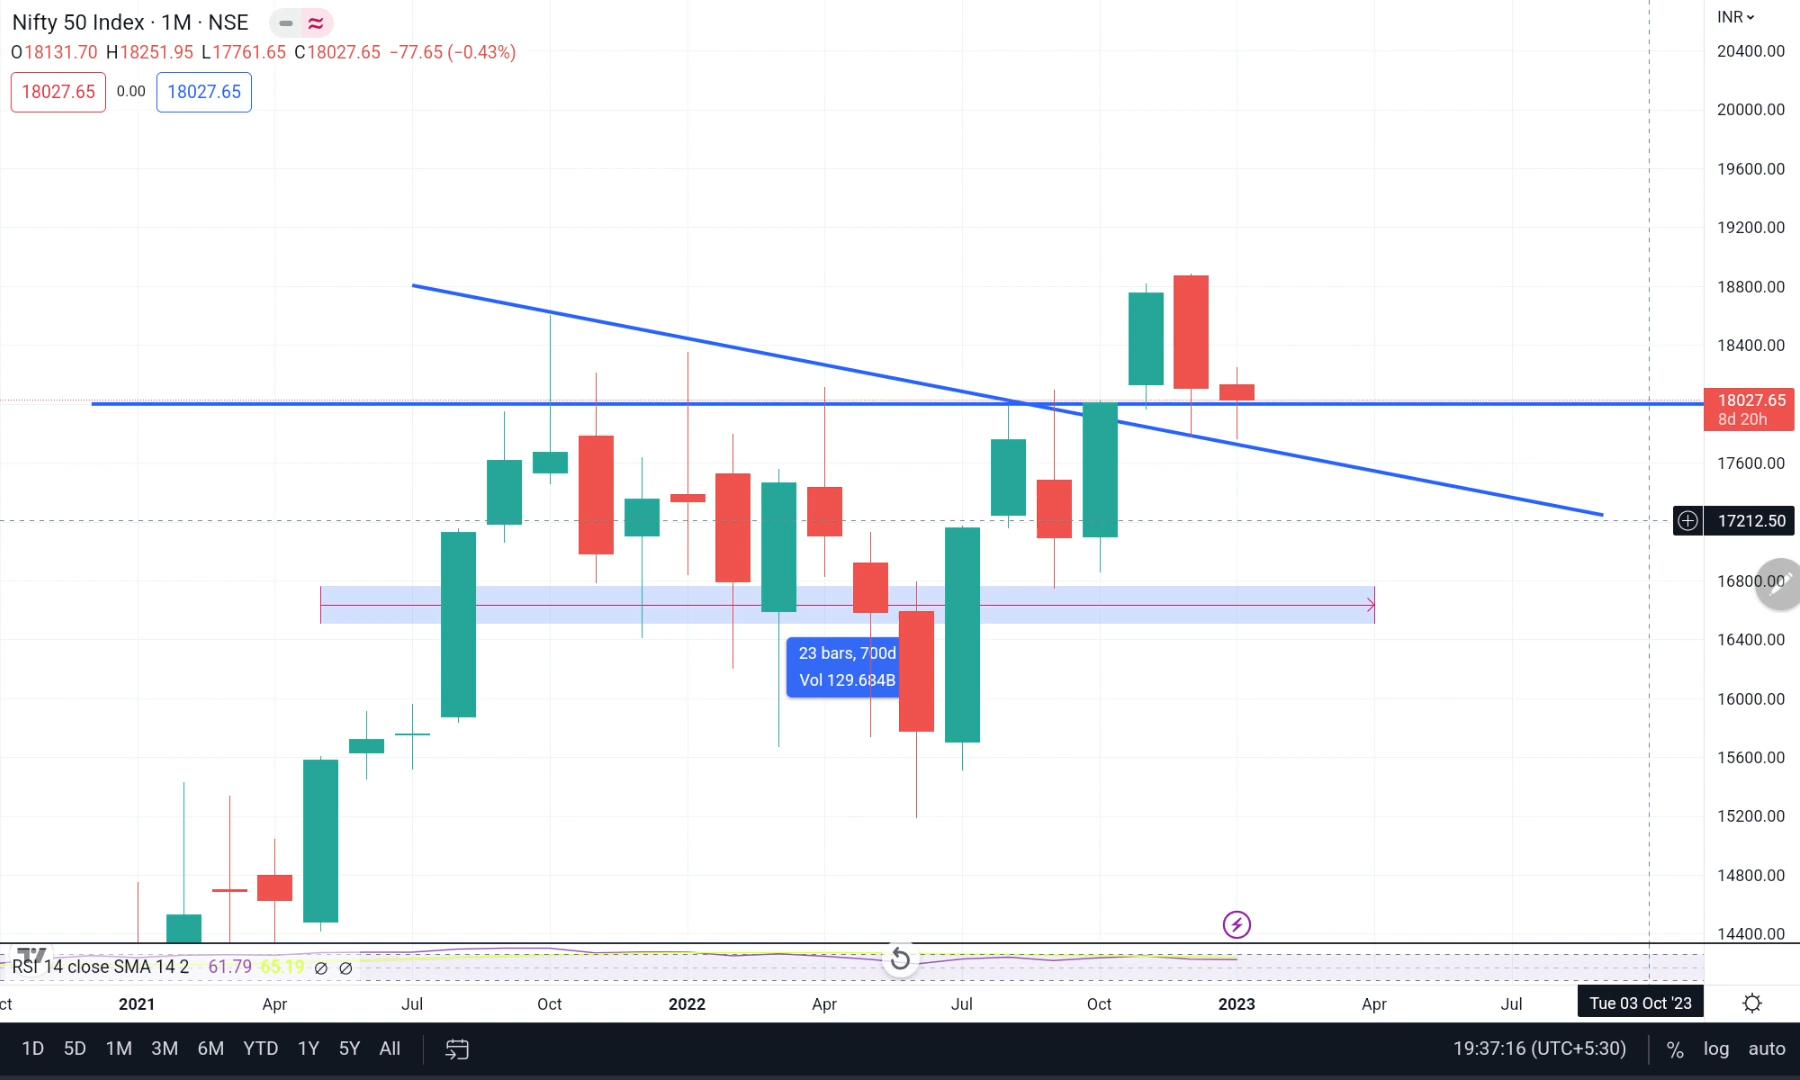 Nifty 50 Index · 1M · NSE
O18131.70 H18251.95 L17761.65 C18027.65 −77.65 (−0.43%)
18027.65 0.00 18027.65
INR
20400.00
20000.00
19600.00
19200.00
18800.00
18400.00
18027.65
8d 20h
17600.00
17212.50
16800.00
16400.00
16000.00
15600.00
15200.00
14800.00
14400.00
23 bars, 700d
Vol 129.684B
RSI 14 close SMA 14 2 61.79 65.19 ∅ ∅
ct 2021 Apr Jul Oct 2022 Apr Jul Oct 2023 Apr Jul Tue 03 Oct '23
1D 5D 1M 3M 6M YTD 1Y 5Y All 19:37:16 (UTC+5:30) % log auto